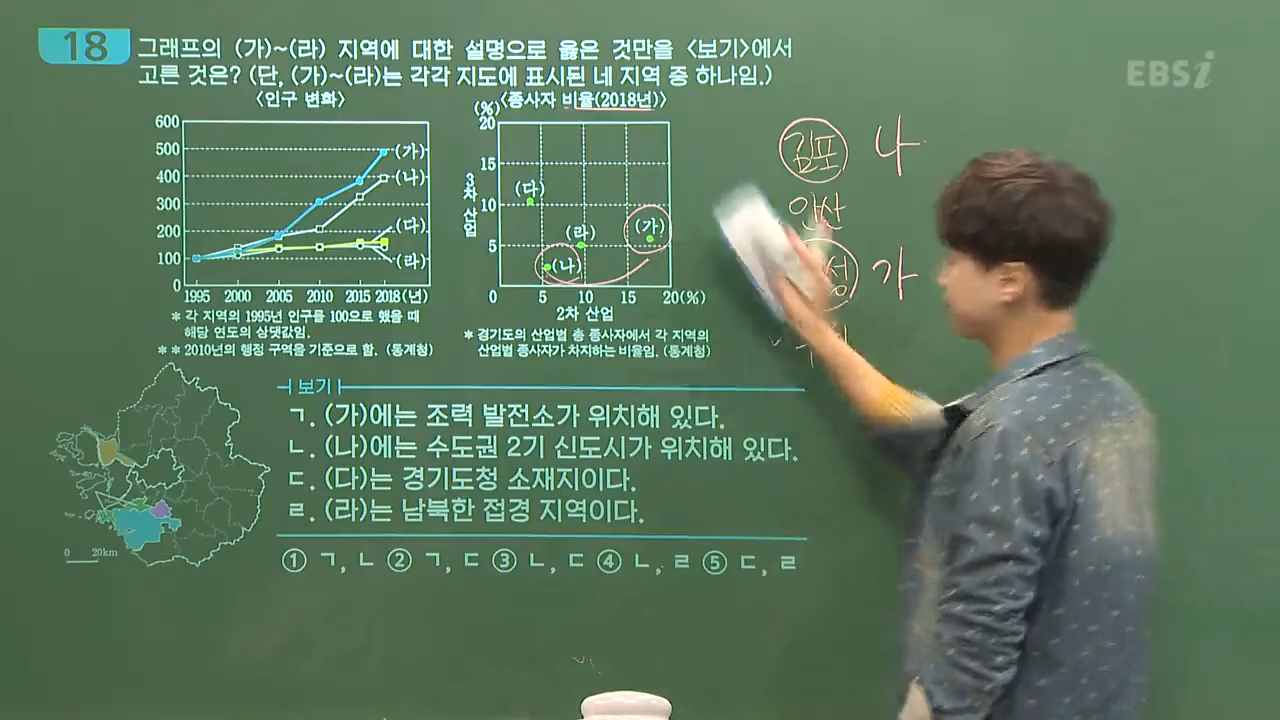 18
그래프의 (가)~(라) 지역에 대한 설명으로 옳은 것만을 <보기>에서
고른 것은? (단, (가)~(라)는 각각 지도에 표시된 네 지역 중 하나임.)
EBSi
<인구 변화>
600
500
400
300
200
100
0
1995 2000 2005 2010 2015 2018(년)
(가)
(나)
(다)
(라)
* 각 지역의 1995년 인구를 100으로 했을 때
해당 연도의 상댓값임.
** 2010년의 행정 구역을 기준으로 함. (통계청)
<종사자 비율(2018년)>
(%)
20
15
10
5
0 5 10 15 20(%)
3차 산업
2차 산업
(다)
(라)
(가)
(나)
* 경기도의 산업별 총 종사자에서 각 지역의
산업별 종사자가 차지하는 비율임. (통계청)
김포 나
안산
성 가
0 20km
보기
ㄱ. (가)에는 조력 발전소가 위치해 있다.
ㄴ. (나)에는 수도권 2기 신도시가 위치해 있다.
ㄷ. (다)는 경기도청 소재지이다.
ㄹ. (라)는 남북한 접경 지역이다.
① ㄱ, ㄴ ② ㄱ, ㄷ ③ ㄴ, ㄷ ④ ㄴ, ㄹ ⑤ ㄷ, ㄹ